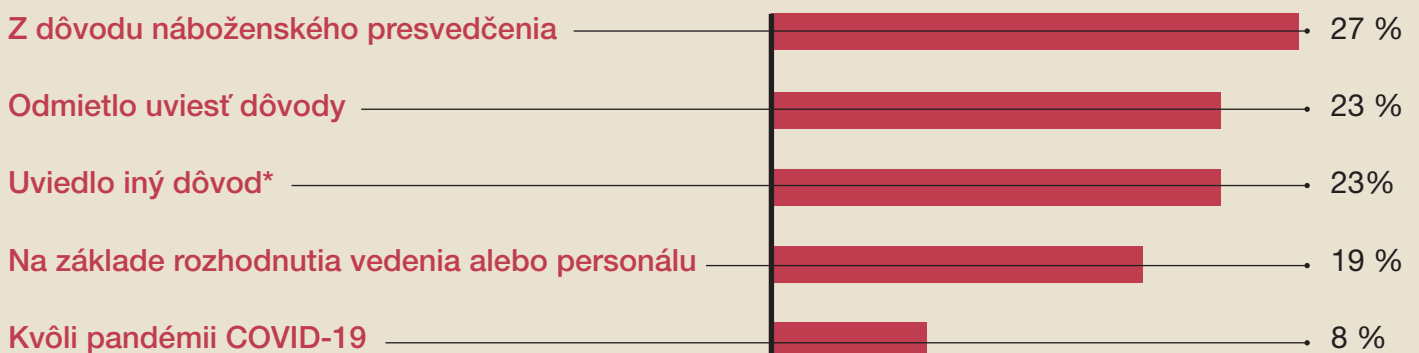 Z dôvodu náboženského presvedčenia 27 %
Odmietlo uviesť dôvody 23 %
Uviedlo iný dôvod* 23%
Na základe rozhodnutia vedenia alebo personálu 19 %
Kvôli pandémii COVID-19 8 %